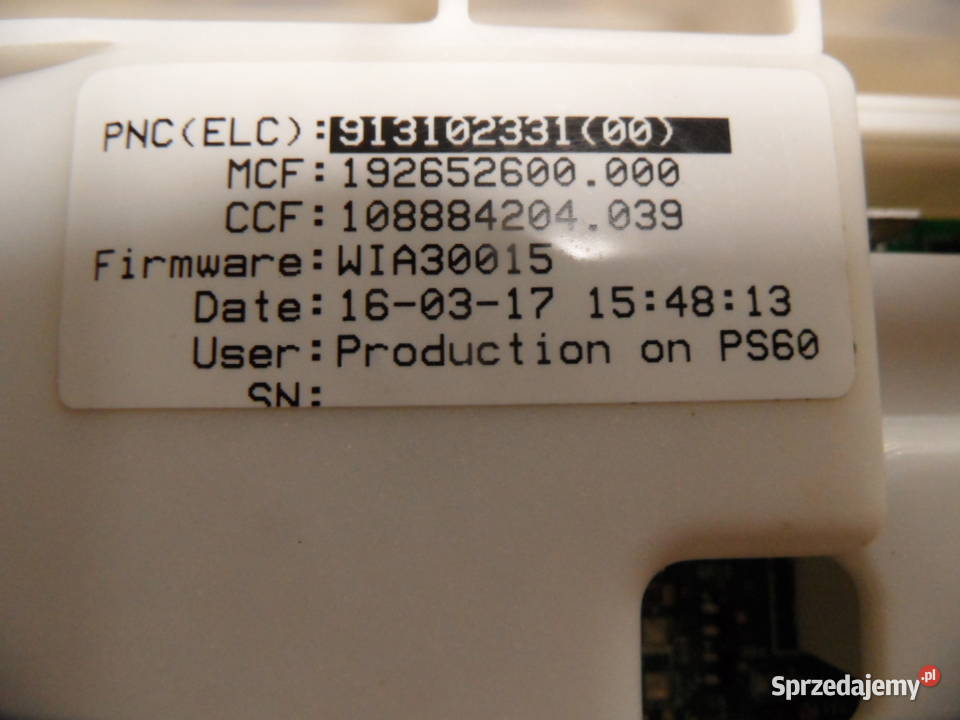 PNC(ELC):913102331(00)
MCF:192652600.000
CCF:108884204.039
Firmware:WIA30015
Date:16-03-17 15:48:13
User:Production on PS60
SN:
Sprzedajemy.pl